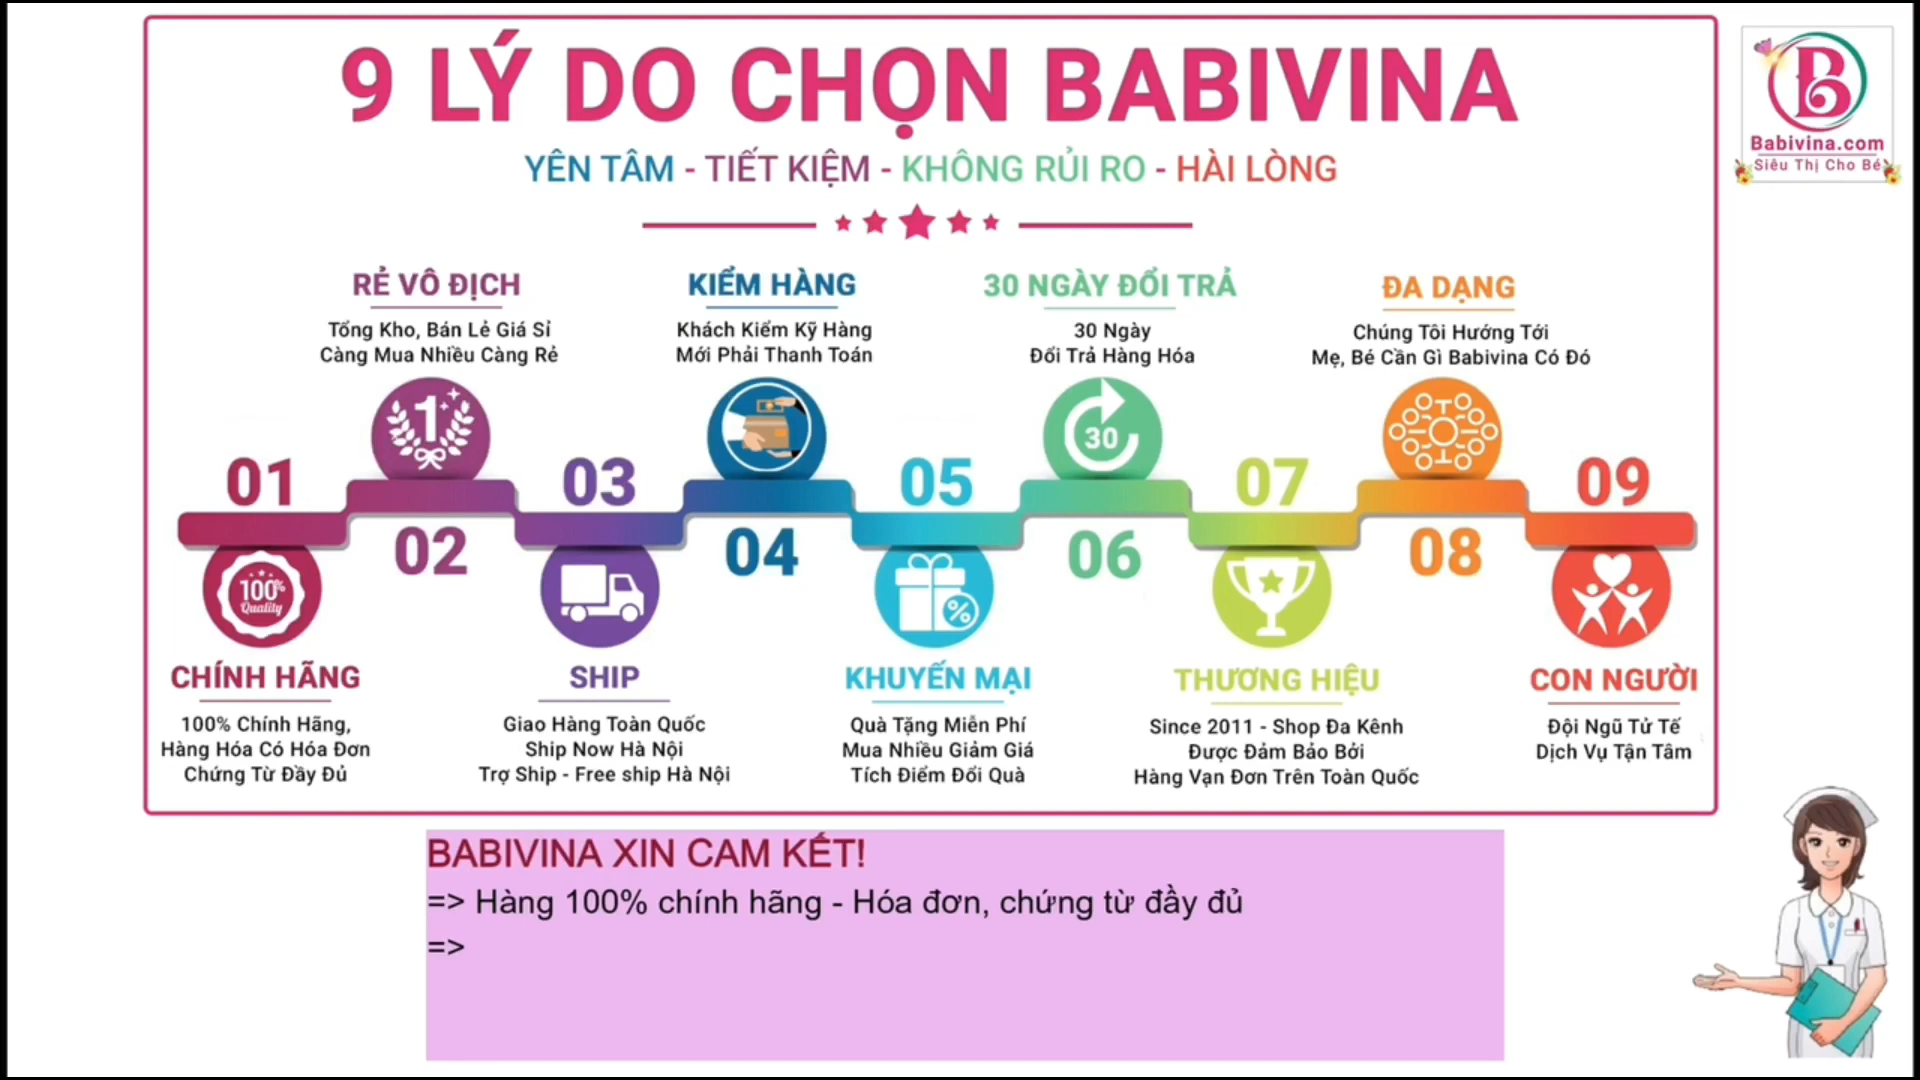 9 LÝ DO CHỌN BABIVINA
YÊN TÂM - TIẾT KIỆM - KHÔNG RỦI RO - HÀI LÒNG
B
Babivina.com
Siêu Thị Cho Bé
01
100%
Quality
CHÍNH HÃNG
100% Chính Hãng,
Hàng Hóa Có Hóa Đơn
Chứng Từ Đầy Đủ
RẺ VÔ ĐỊCH
Tổng Kho, Bán Lẻ Giá Sỉ
Càng Mua Nhiều Càng Rẻ
1
02
03
SHIP
Giao Hàng Toàn Quốc
Ship Now Hà Nội
Trợ Ship - Free ship Hà Nội
KIỂM HÀNG
Khách Kiểm Kỹ Hàng
Mới Phải Thanh Toán
04
05
%
KHUYẾN MẠI
Quà Tặng Miễn Phí
Mua Nhiều Giảm Giá
Tích Điểm Đổi Quà
30 NGÀY ĐỔI TRẢ
30 Ngày
Đổi Trả Hàng Hóa
30
06
07
THƯƠNG HIỆU
Since 2011 - Shop Đa Kênh
Được Đảm Bảo Bởi
Hàng Vạn Đơn Trên Toàn Quốc
ĐA DẠNG
Chúng Tôi Hướng Tới
Mẹ, Bé Cần Gì Babivina Có Đó
08
09
CON NGƯỜI
Đội Ngũ Tử Tế
Dịch Vụ Tận Tâm
BABIVINA XIN CAM KẾT!
=> Hàng 100% chính hãng - Hóa đơn, chứng từ đầy đủ
=>